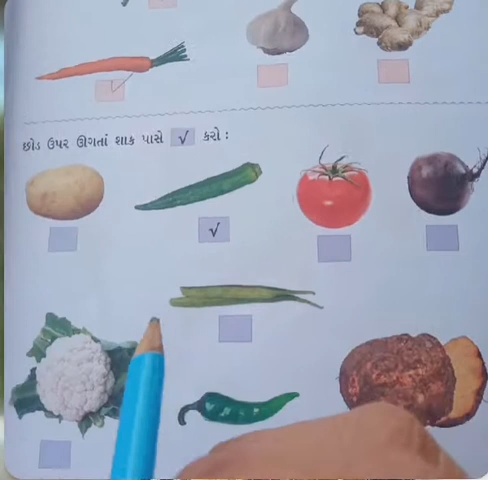 છોડ ઉપર ઊગતાં શાક પાસે √ કરો :
√